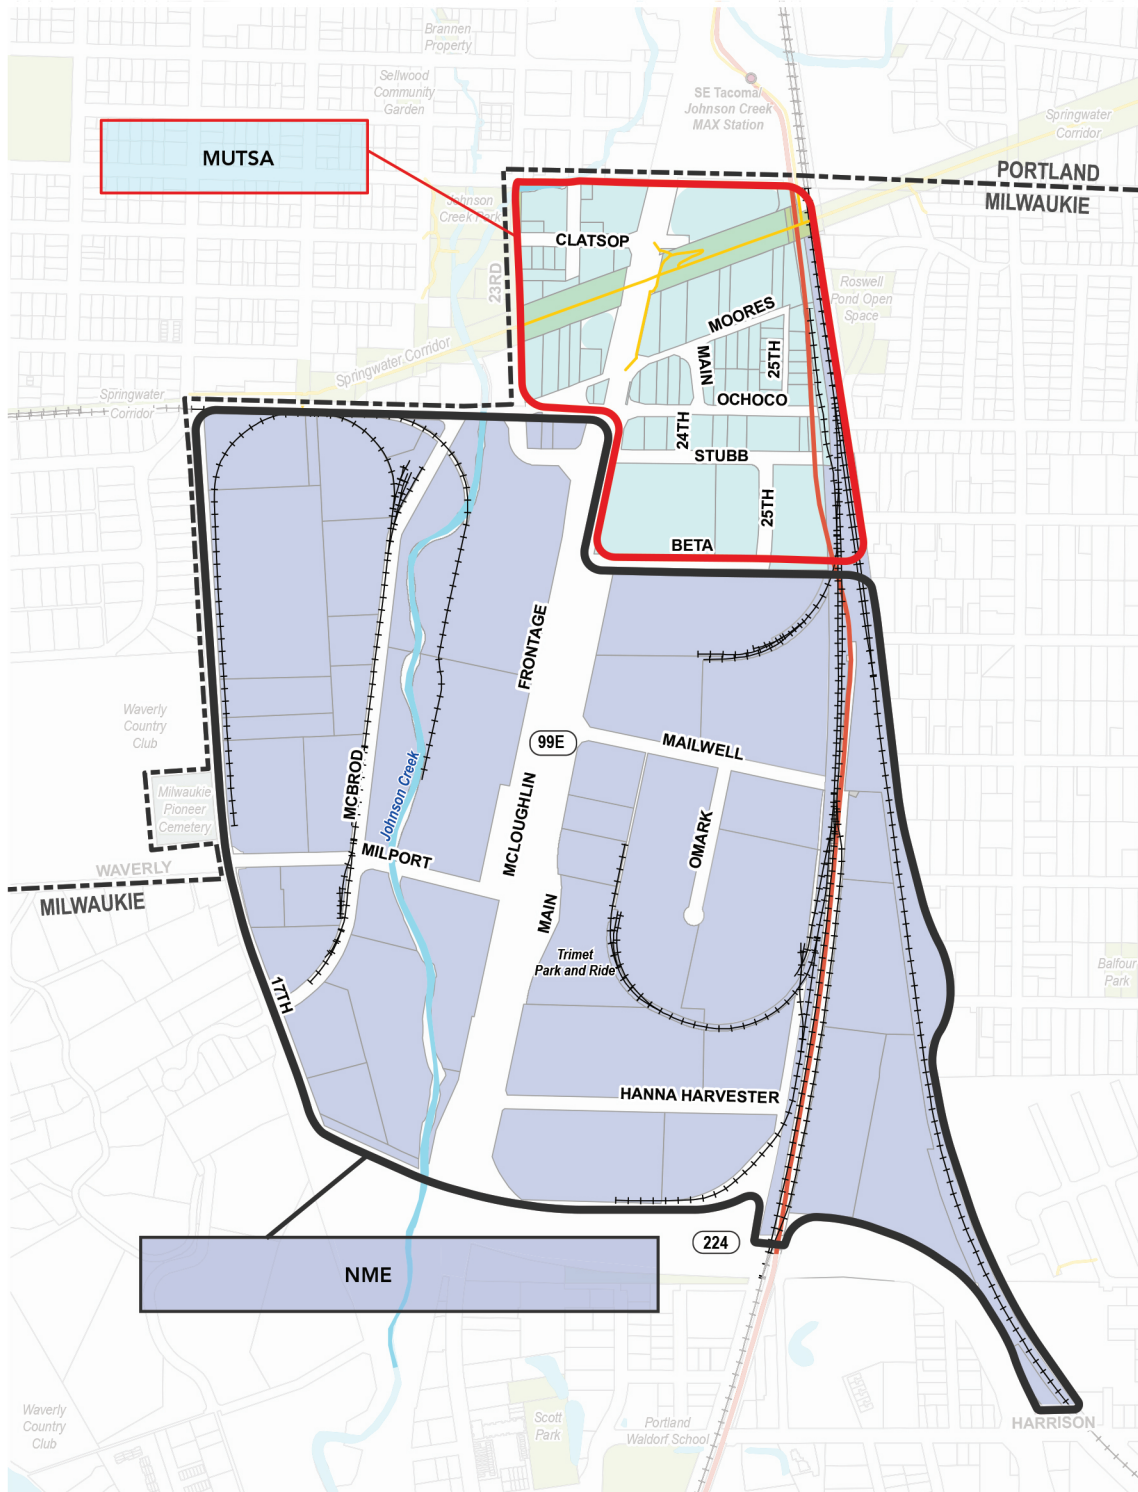 Brannen
Property
Sellwood
Community
Garden
SE Tacoma/
Johnson Creek
MAX Station
Springwater
Corridor
MUTSA
PORTLAND
MILWAUKIE
Johnson
Creek Park
CLATSOP
23RD
Roswell
Pond Open
Space
MOORES
MAIN
25TH
Springwater Corridor
Springwater
Corridor
OCHOCO
24TH
STUBB
25TH
BETA
FRONTAGE
Waverly
Country
Club
99E
MAILWELL
Milwaukie
Pioneer
Cemetery
MCBROD
Johnson Creek
MCLOUGHLIN
OMARK
MILPORT
WAVERLY
MILWAUKIE
MAIN
Trimet
Park and Ride
Balfour
Park
17TH
HANNA HARVESTER
224
NME
Waverly
Country
Club
Scott
Park
Portland
Waldorf School
HARRISON